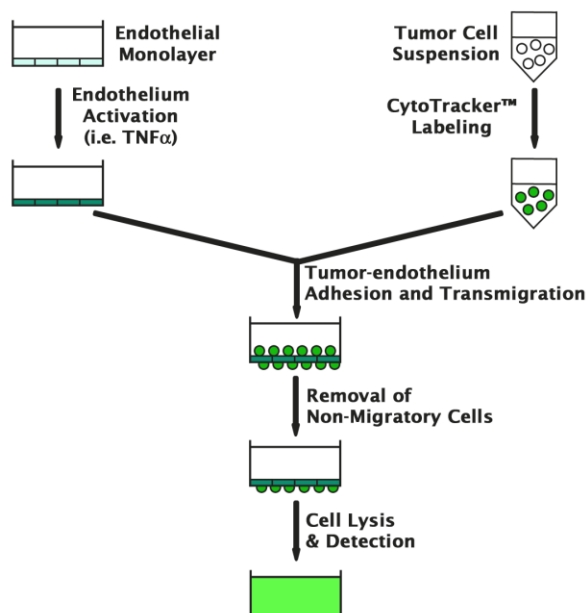 Endothelial
Monolayer
Tumor Cell
Suspension
Endothelium
Activation
(i.e. TNFα)
CytoTracker™
Labeling
Tumor-endothelium
Adhesion and Transmigration
Removal of
Non-Migratory Cells
Cell Lysis
& Detection